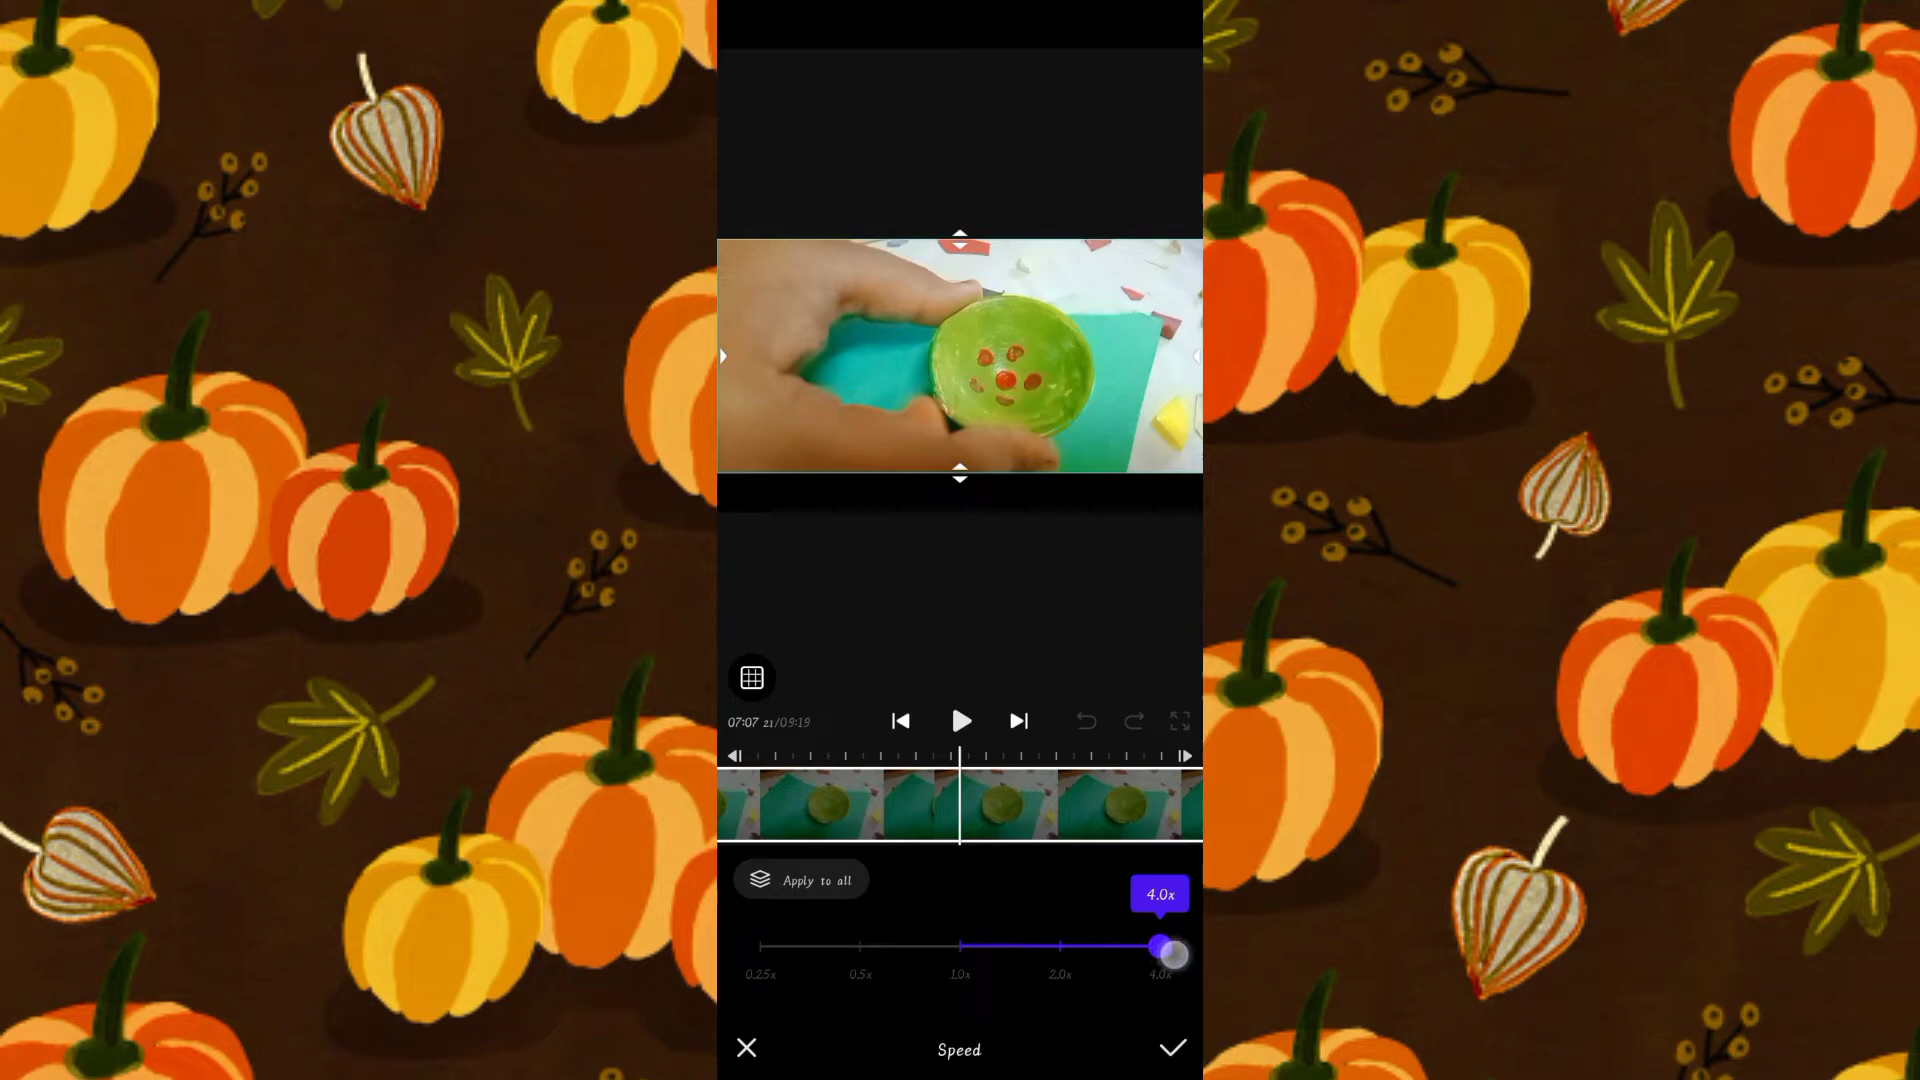 07:07 21/09:19
Apply to all
4.0x
0.25x 0.5x 1.0x 2.0x 4.0x
Speed